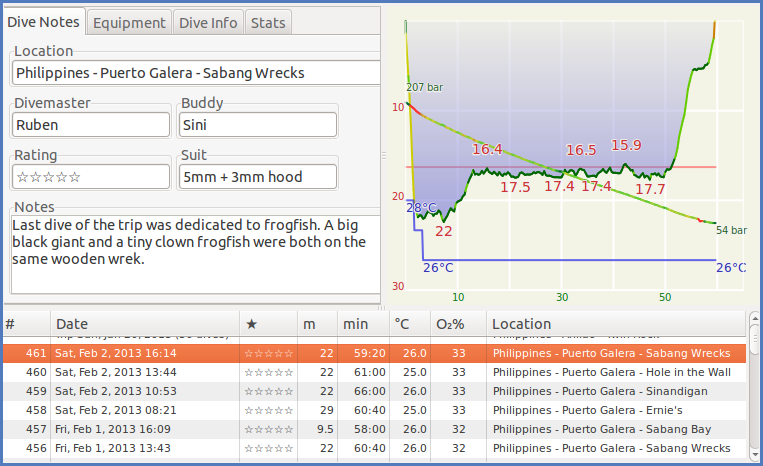 Dive Notes Equipment Dive Info Stats
Location
Philippines - Puerto Galera - Sabang Wrecks
Divemaster Buddy
Ruben Sini
Rating Suit
☆☆☆☆☆ 5mm + 3mm hood
Notes
Last dive of the trip was dedicated to frogfish. A big
black giant and a tiny clown frogfish were both on the
same wooden wrek.
207 bar
10
16.4 16.5 15.9
17.5 17.4 17.4 17.7
20
28°C
22
54 bar
26°C 26°C
30
10 30 50
# Date ★ m min °C O₂% Location
461 Sat, Feb 2, 2013 16:14 ☆☆☆☆☆ 22 59:20 26.0 33 Philippines - Puerto Galera - Sabang Wrecks
460 Sat, Feb 2, 2013 13:44 ☆☆☆☆☆ 22 61:00 25.0 33 Philippines - Puerto Galera - Hole in the Wall
459 Sat, Feb 2, 2013 10:53 ☆☆☆☆☆ 22 66:00 25.0 33 Philippines - Puerto Galera - Sinandigan
458 Sat, Feb 2, 2013 08:21 ☆☆☆☆☆ 29 60:40 25.0 33 Philippines - Puerto Galera - Ernie's
457 Fri, Feb 1, 2013 16:09 ☆☆☆☆☆ 9.5 58:00 26.0 32 Philippines - Puerto Galera - Sabang Bay
456 Fri, Feb 1, 2013 13:43 ☆☆☆☆☆ 22 60:40 26.0 32 Philippines - Puerto Galera - Sabang Wrecks